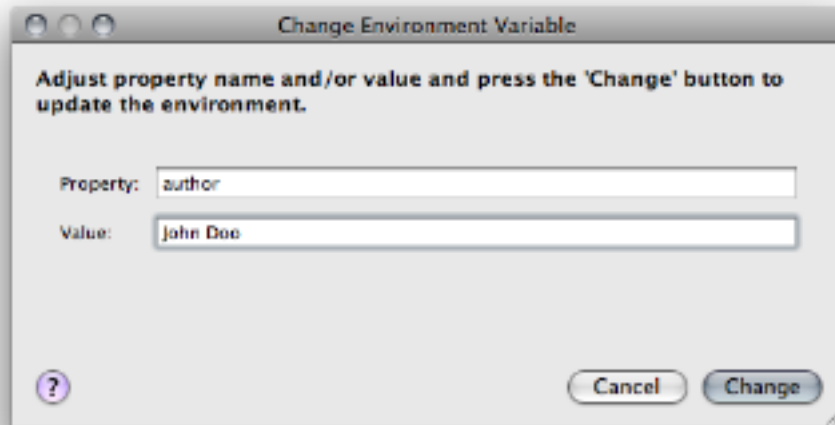 Change Environment Variable
Adjust property name and/or value and press the 'Change' button to
update the environment.
Property: author
Value: John Doo
? Cancel Change